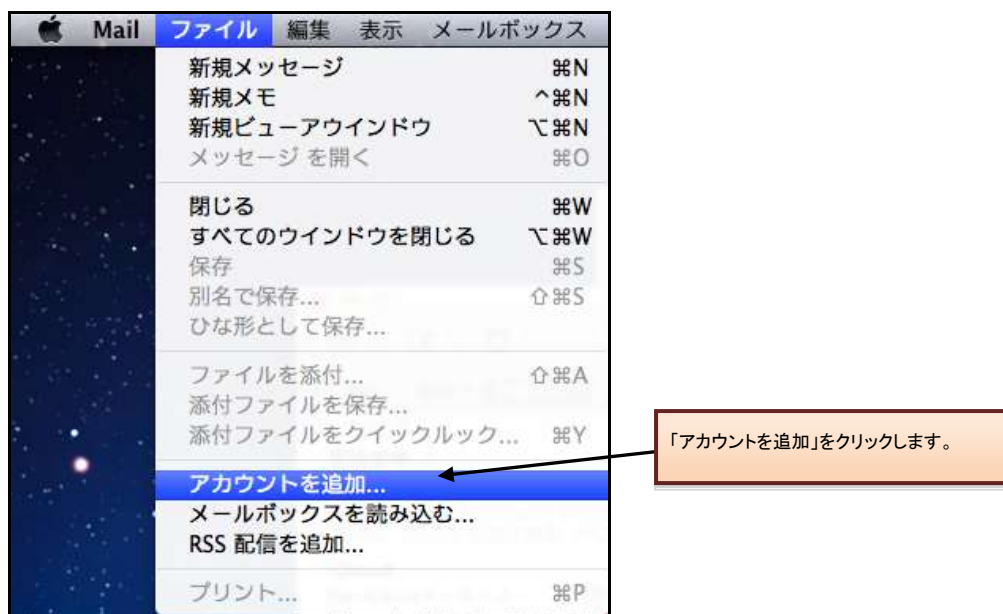 Mail ファイル 編集 表示 メールボックス
新規メッセージ ⌘N
新規メモ ^⌘N
新規ビューアウインドウ ⌥⌘N
メッセージ を開く ⌘O
閉じる ⌘W
すべてのウインドウを閉じる ⌥⌘W
保存 ⌘S
別名で保存... ⇧⌘S
ひな形として保存...
ファイルを添付... ⇧⌘A
添付ファイルを保存...
添付ファイルをクイックルック... ⌘Y
アカウントを追加...
メールボックスを読み込む...
RSS 配信を追加...
プリント... ⌘P
「アカウントを追加」をクリックします。